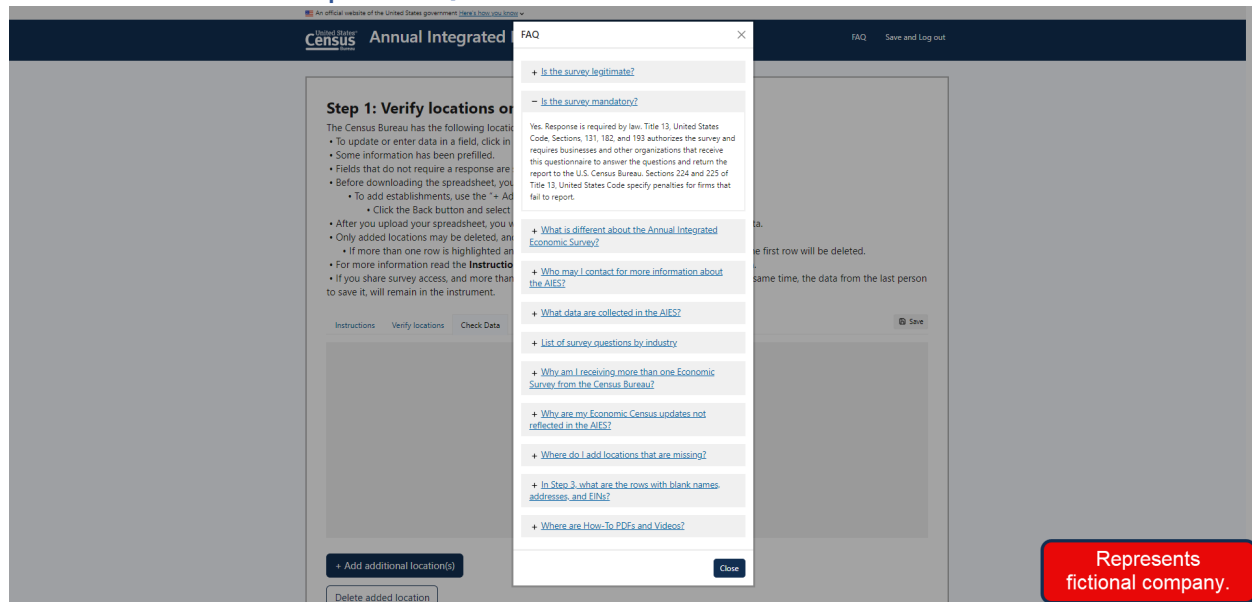 An official website of the United States government Here's how you know
United States®
Census
Bureau
Annual Integrated
FAQ
Save and Log out
FAQ
+ Is the survey legitimate?
− Is the survey mandatory?
Yes. Response is required by law. Title 13, United States
Code, Sections, 131, 182, and 193 authorizes the survey and
requires businesses and other organizations that receive
this questionnaire to answer the questions and return the
report to the U.S. Census Bureau. Sections 224 and 225 of
Title 13, United States Code specify penalties for firms that
fail to report.
+ What is different about the Annual Integrated
Economic Survey?
+ Who may I contact for more information about
the AIES?
+ What data are collected in the AIES?
+ List of survey questions by industry
+ Why am I receiving more than one Economic
Survey from the Census Bureau?
+ Why are my Economic Census updates not
reflected in the AIES?
+ Where do I add locations that are missing?
+ In Step 3, what are the rows with blank names,
addresses, and EINs?
+ Where are How-To PDFs and Videos?
Close
Step 1: Verify locations or
The Census Bureau has the following
• To update or enter data in a field, click in
• Some information has been prefilled.
• Fields that do not require a response are
• Before downloading the spreadsheet, you
• To add establishments, use the "+
• Click the Back button and select
• After you upload your spreadsheet, you
• Only added locations may be deleted,
• If more than one row is highlighted
e first row will be deleted.
• For more information read the
• If you share survey access, and more than
same time, the data from the last person
to save it, will remain in the instrument.
Instructions
Verify locations
Check Data
Save
+ Add additional location(s)
Delete added location
Represents
fictional company.